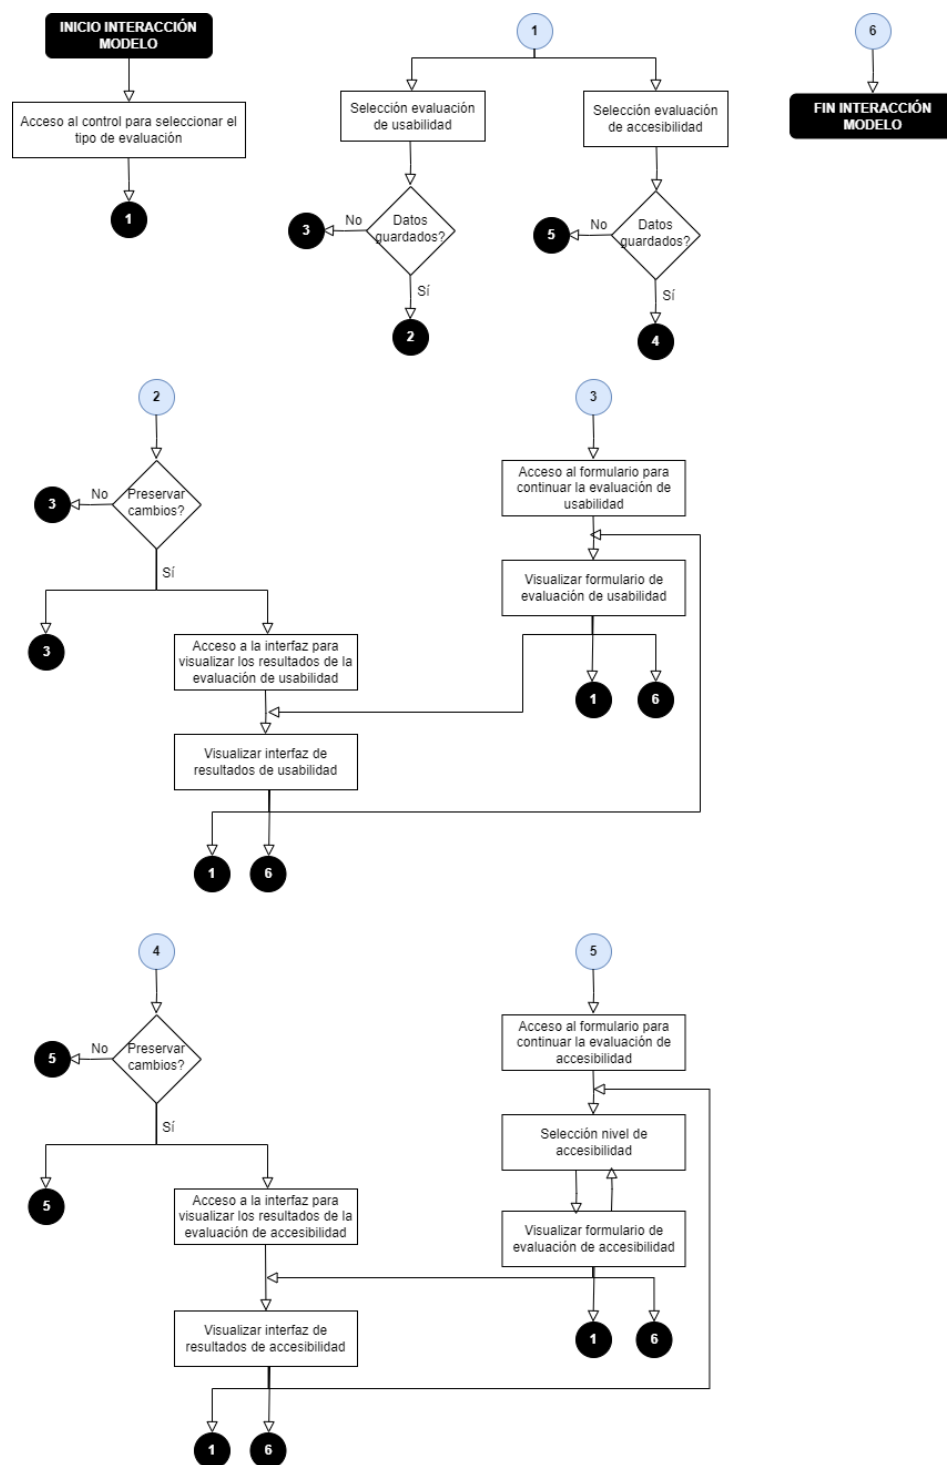 INICIO INTERACCIÓN
MODELO
Acceso al control para seleccionar el
tipo de evaluación
1
1
Selección evaluación
de usabilidad
Datos
guardados?
No
3
Sí
2
Selección evaluación
de accesibilidad
Datos
guardados?
No
5
Sí
4
6
FIN INTERACCIÓN
MODELO
2
Preservar
cambios?
No
3
Sí
3
Acceso a la interfaz para
visualizar los resultados de la
evaluación de usabilidad
Visualizar interfaz de
resultados de usabilidad
1
6
3
Acceso al formulario para
continuar la evaluación de
usabilidad
Visualizar formulario de
evaluación de usabilidad
1
6
4
Preservar
cambios?
No
5
Sí
5
Acceso a la interfaz para
visualizar los resultados de la
evaluación de accesibilidad
Visualizar interfaz de
resultados de accesibilidad
1
6
5
Acceso al formulario para
continuar la evaluación de
accesibilidad
Selección nivel de
accesibilidad
Visualizar formulario de
evaluación de accesibilidad
1
6